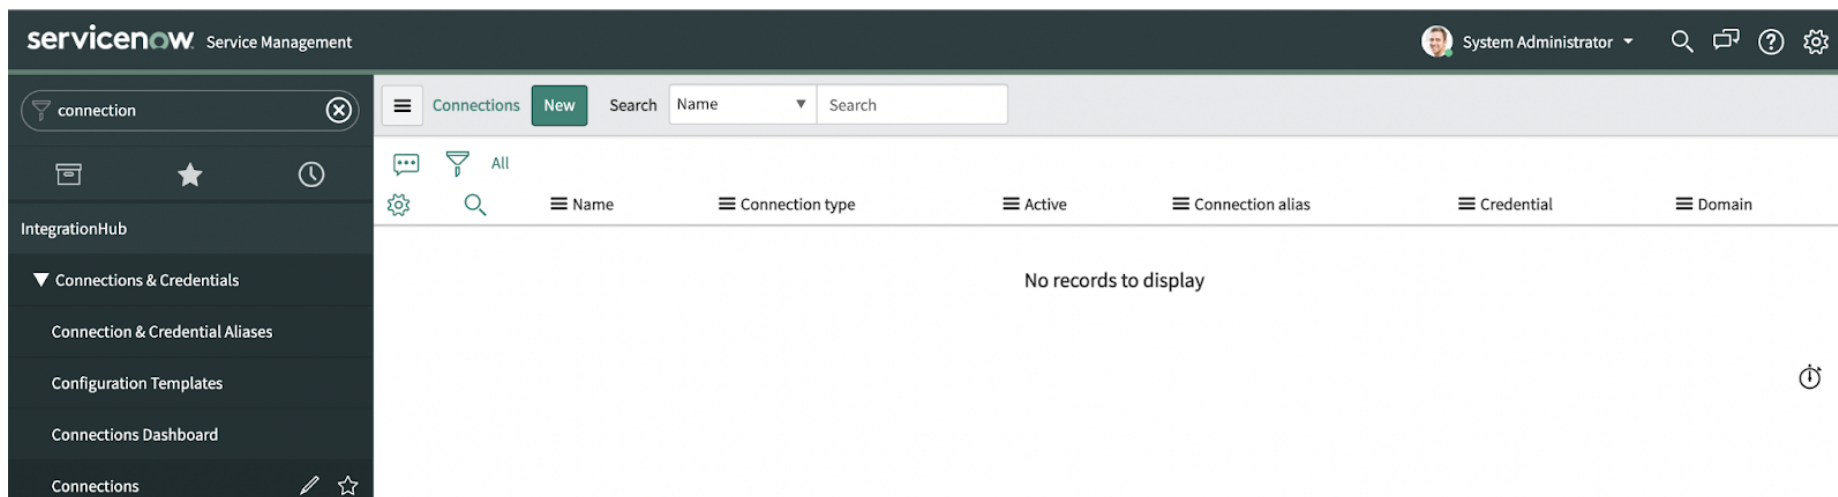 servicenow. Service Management
System Administrator
connection
Connections New Search Name Search
All
Name Connection type Active Connection alias Credential Domain
IntegrationHub
No records to display
Connections & Credentials
Connection & Credential Aliases
Configuration Templates
Connections Dashboard
Connections